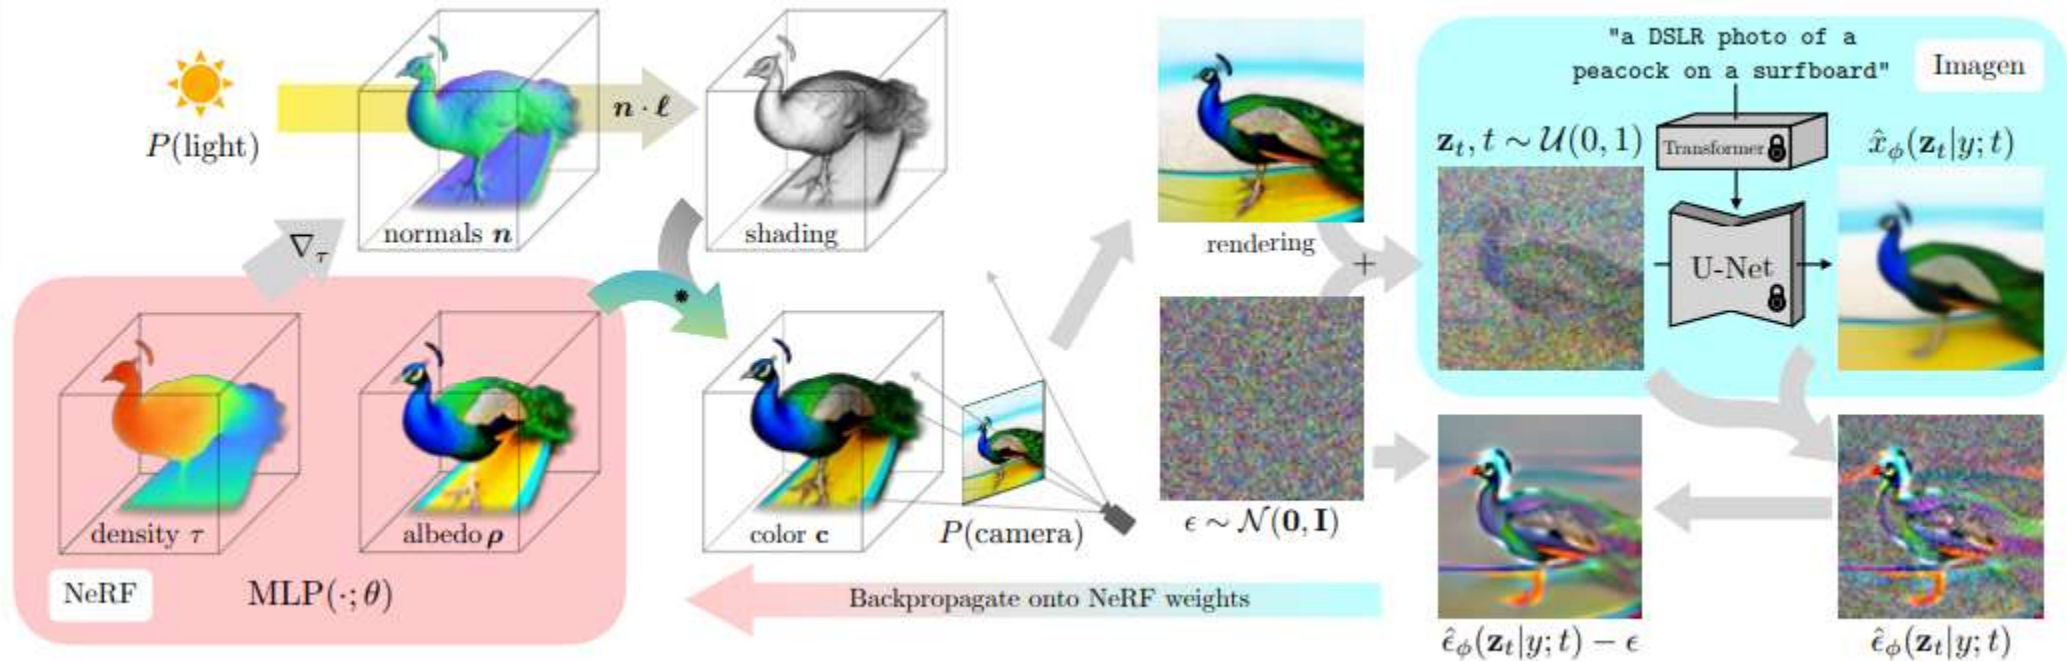 P(light)
n · ℓ
∇τ
normals n
shading
density τ
albedo ρ
NeRF
MLP(·; θ)
*
color c
P(camera)
rendering
+
ϵ ∼ 𝒩(0, I)
Backpropagate onto NeRF weights
"a DSLR photo of a
peacock on a surfboard"
Imagen
z_t, t ∼ 𝒰(0, 1)
Transformer
x̂_ϕ(z_t|y; t)
U-Net
ϵ̂_ϕ(z_t|y; t) − ϵ
ϵ̂_ϕ(z_t|y; t)